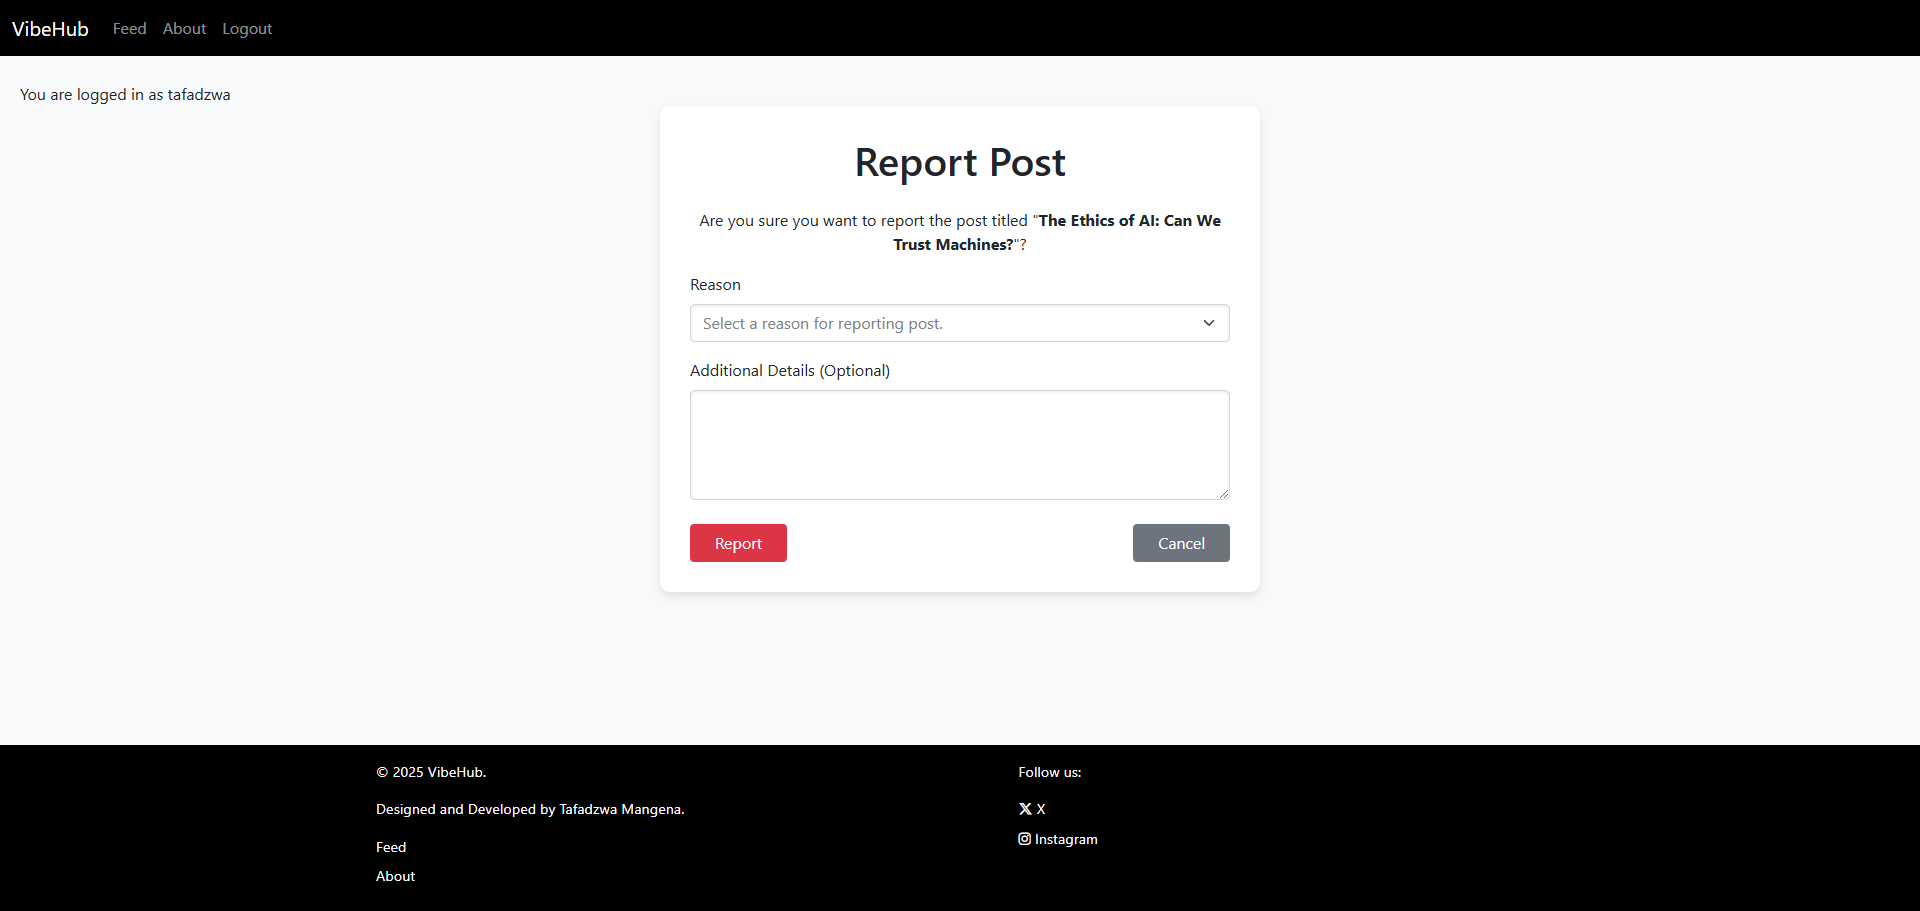 VibeHub Feed About Logout
You are logged in as tafadzwa
Report Post
Are you sure you want to report the post titled "The Ethics of AI: Can We
Trust Machines?"?
Reason
Select a reason for reporting post.
Additional Details (Optional)
Report Cancel
© 2025 VibeHub.
Designed and Developed by Tafadzwa Mangena.
Feed
About
Follow us:
X
Instagram